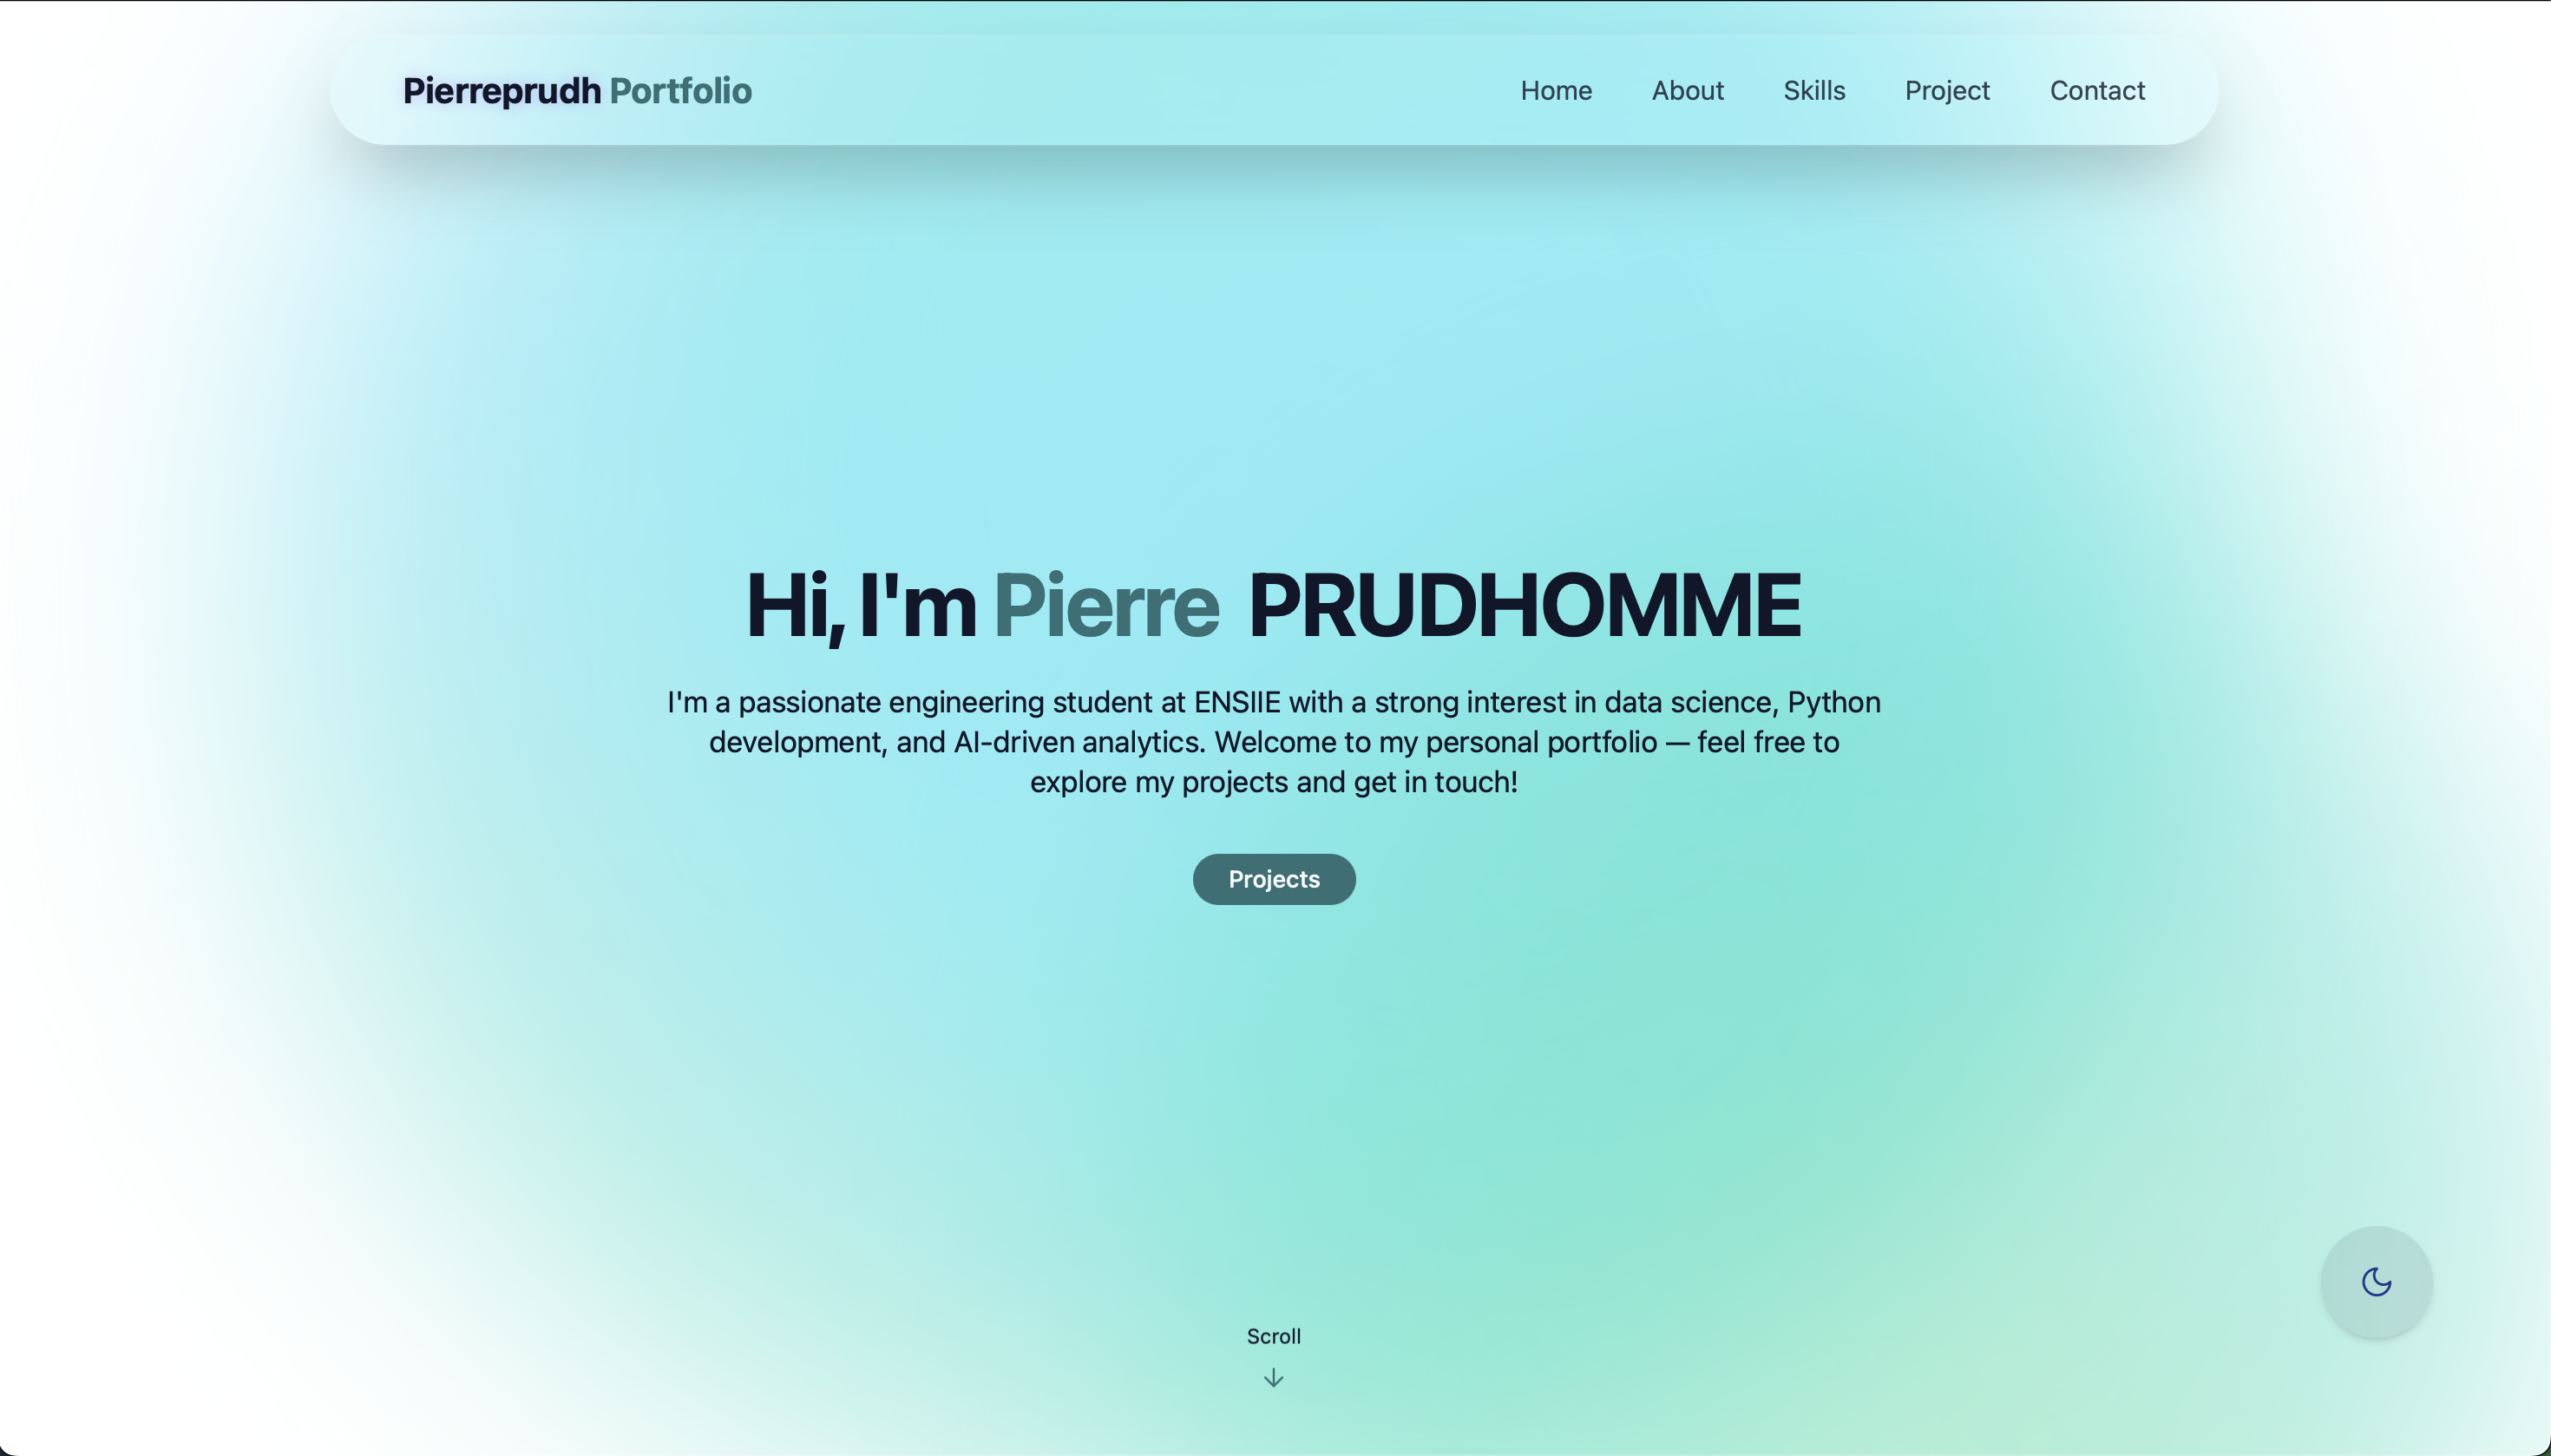 Pierreprudh Portfolio
Home About Skills Project Contact
Hi, I'm Pierre PRUDHOMME
I'm a passionate engineering student at ENSIIE with a strong interest in data science, Python
development, and AI-driven analytics. Welcome to my personal portfolio — feel free to
explore my projects and get in touch!
Projects
Scroll